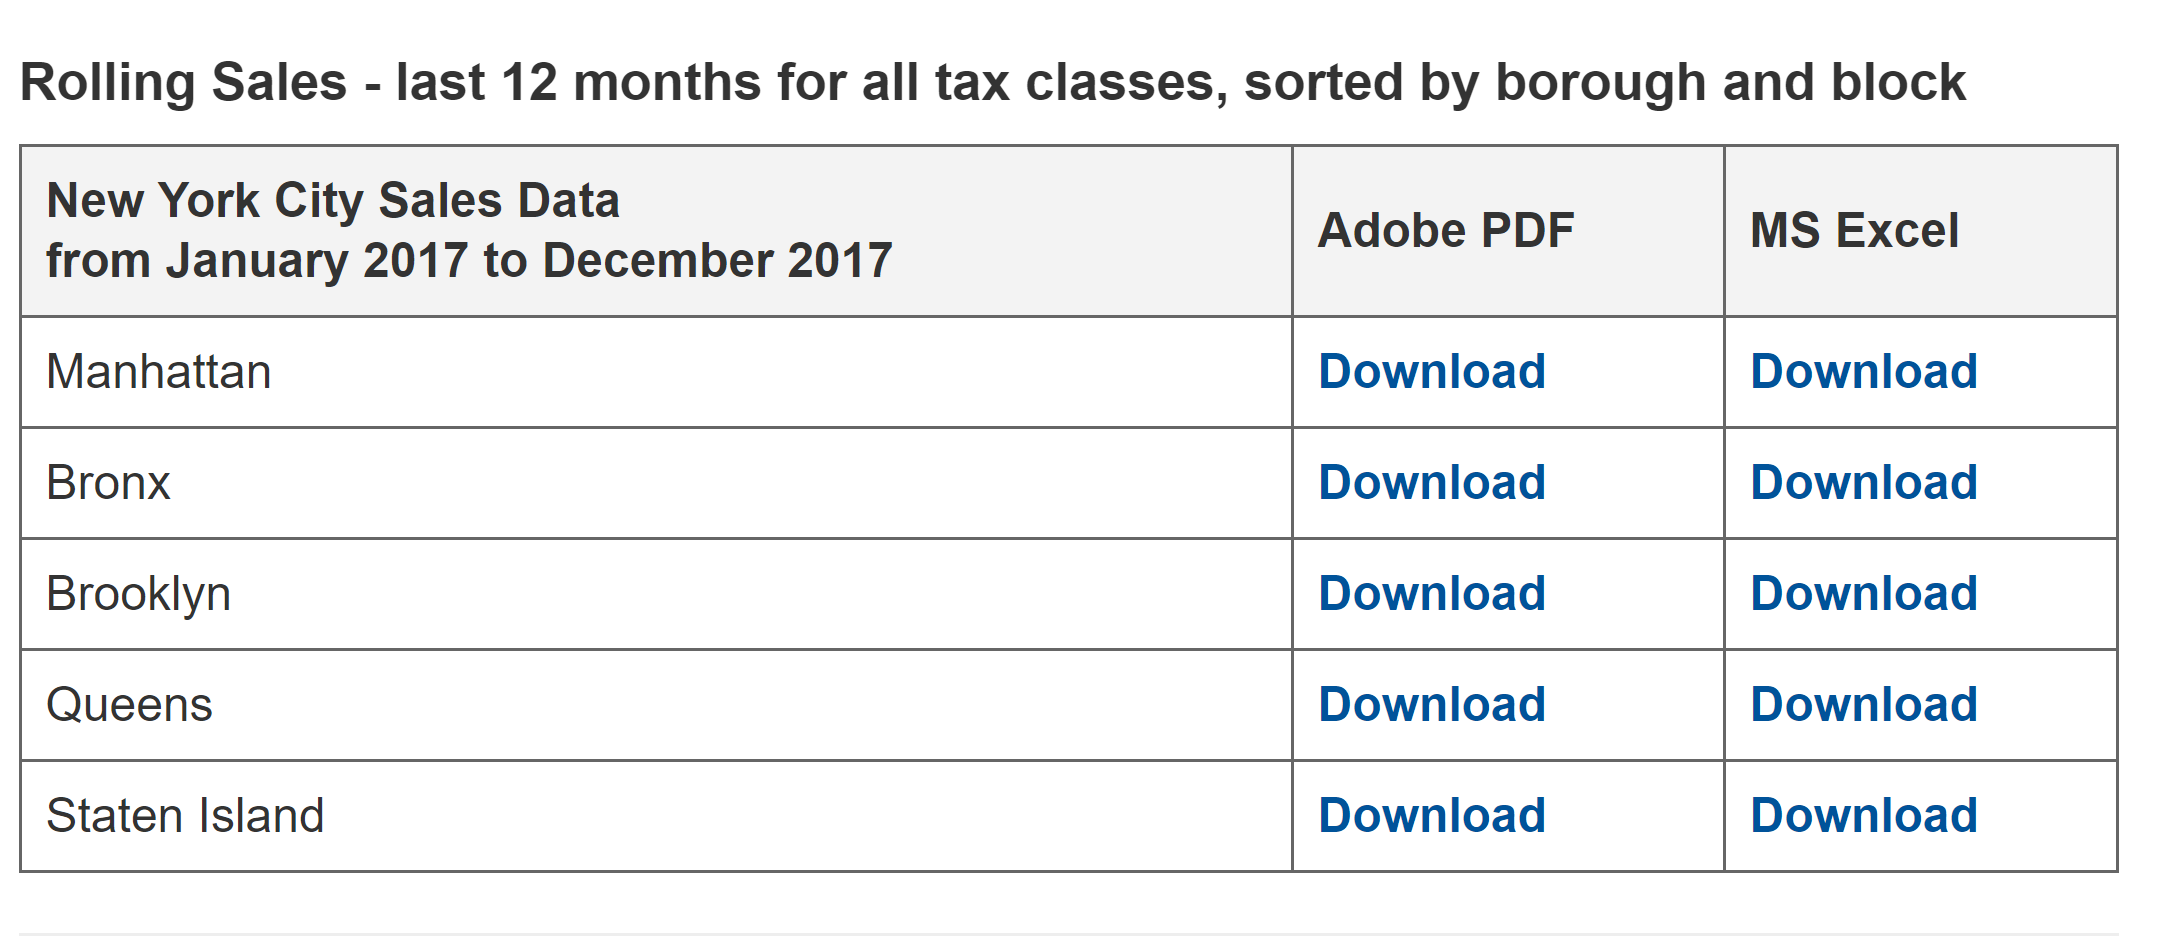 Rolling Sales - last 12 months for all tax classes, sorted by borough and block
New York City Sales Data
from January 2017 to December 2017
Adobe PDF
MS Excel
Manhattan
Download
Download
Bronx
Download
Download
Brooklyn
Download
Download
Queens
Download
Download
Staten Island
Download
Download